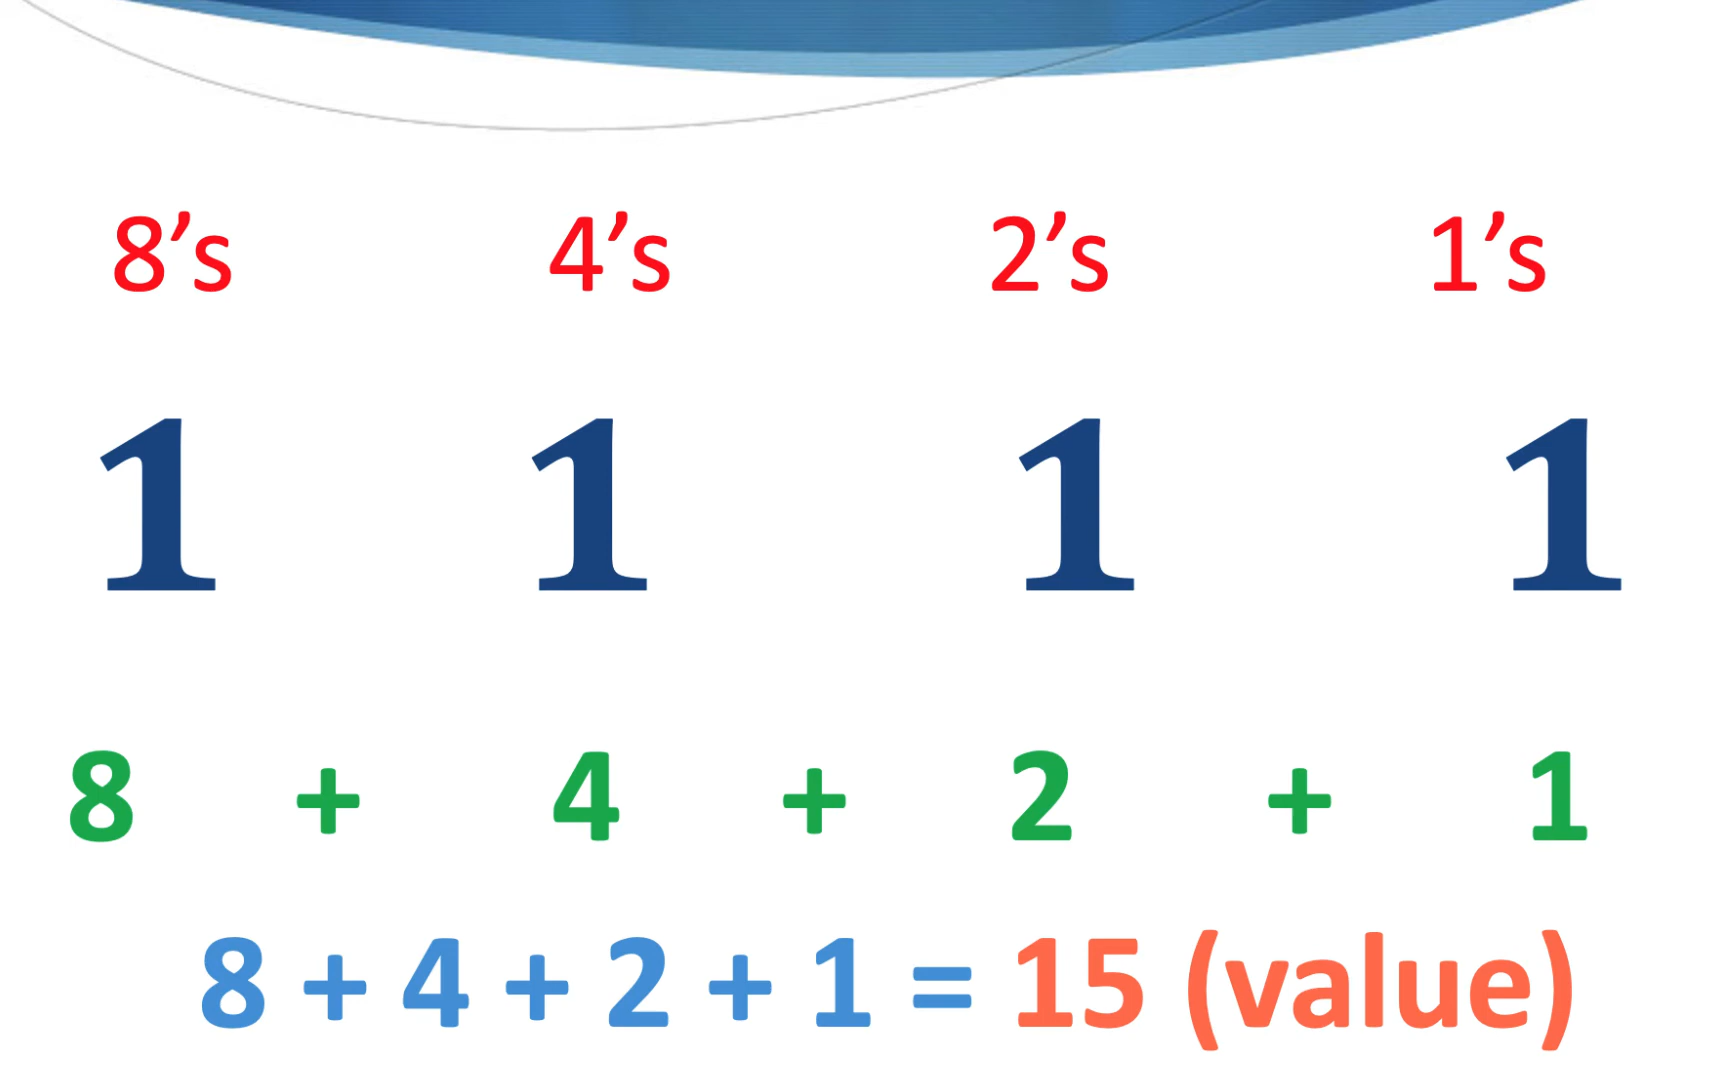 8’s 4’s 2’s 1’s
1 1 1 1
8 + 4 + 2 + 1
8 + 4 + 2 + 1 = 15 (value)